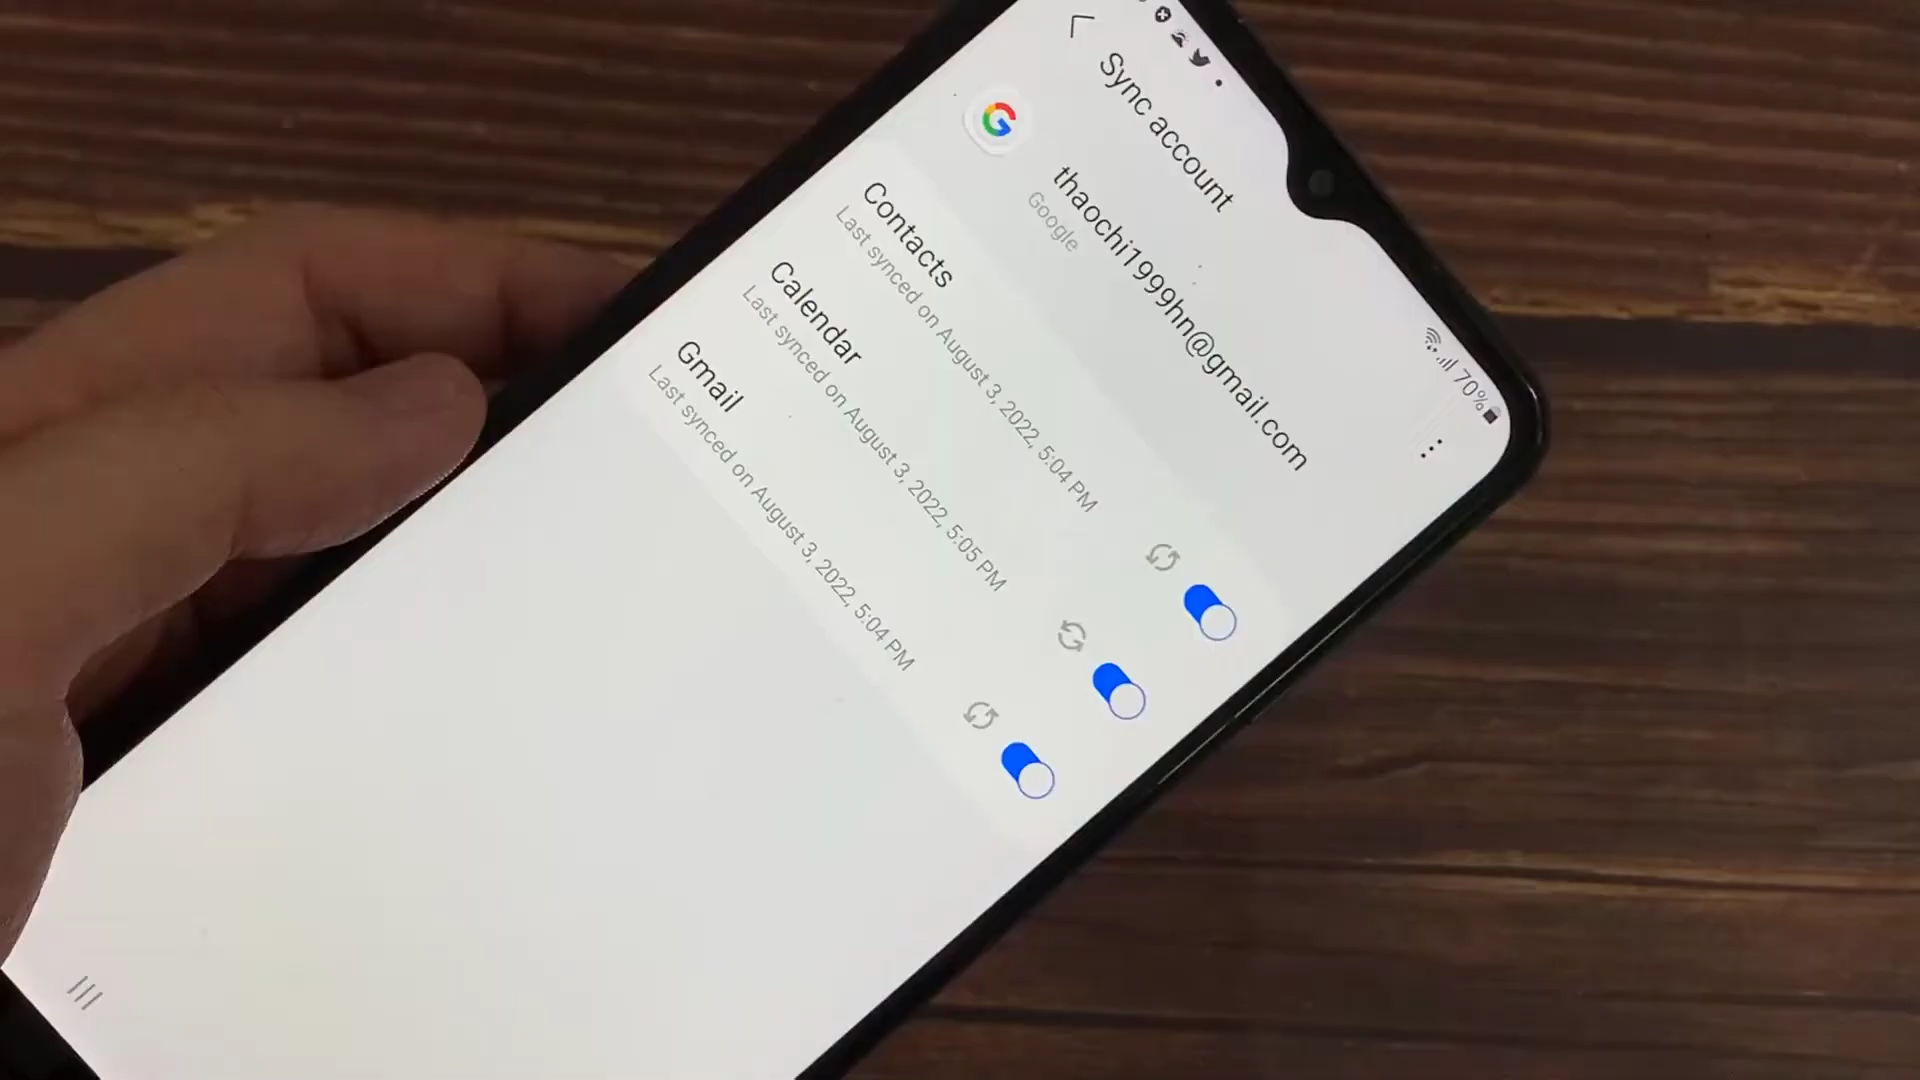 70%
Sync account
thaochi1999hn@gmail.com
Google
Contacts
Last synced on August 3, 2022, 5:04 PM
Calendar
Last synced on August 3, 2022, 5:05 PM
Gmail
Last synced on August 3, 2022, 5:04 PM